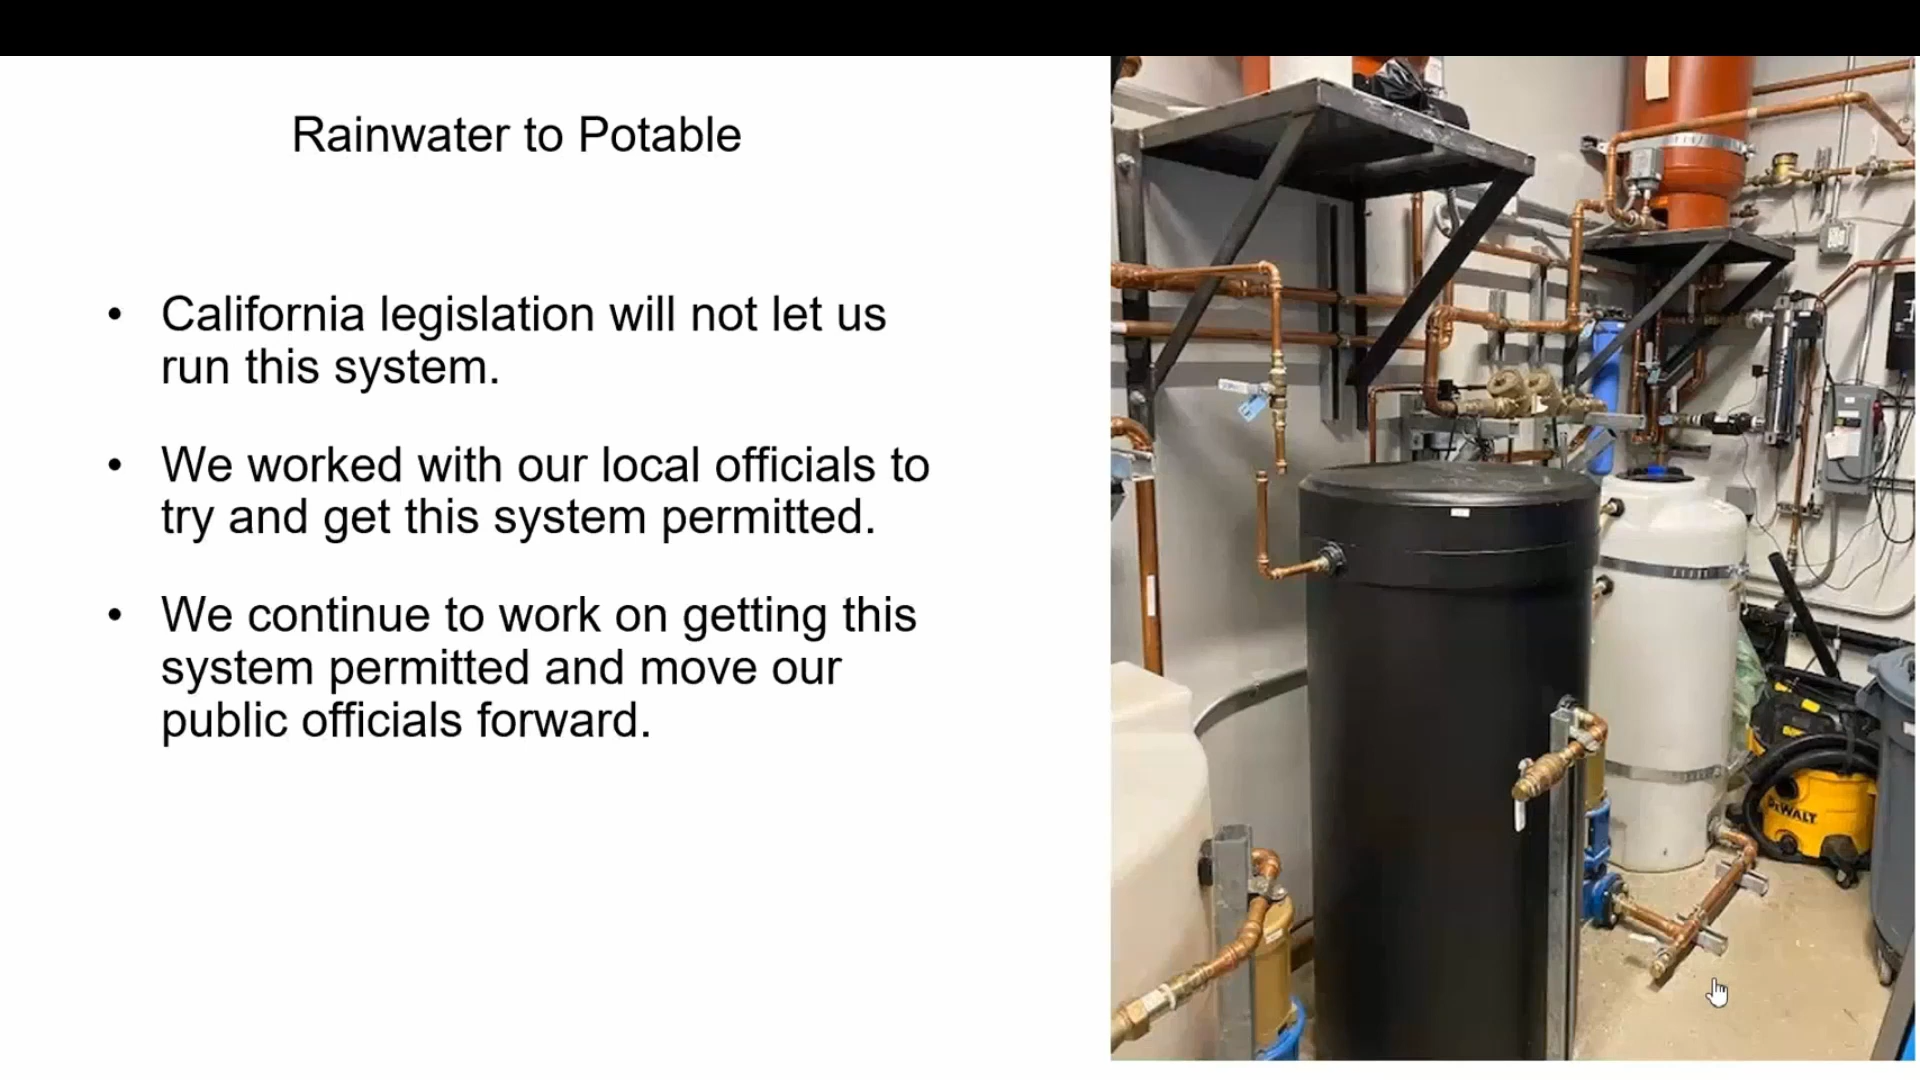 Rainwater to Potable
• California legislation will not let us
run this system.
• We worked with our local officials to
try and get this system permitted.
• We continue to work on getting this
system permitted and move our
public officials forward.
DEWALT